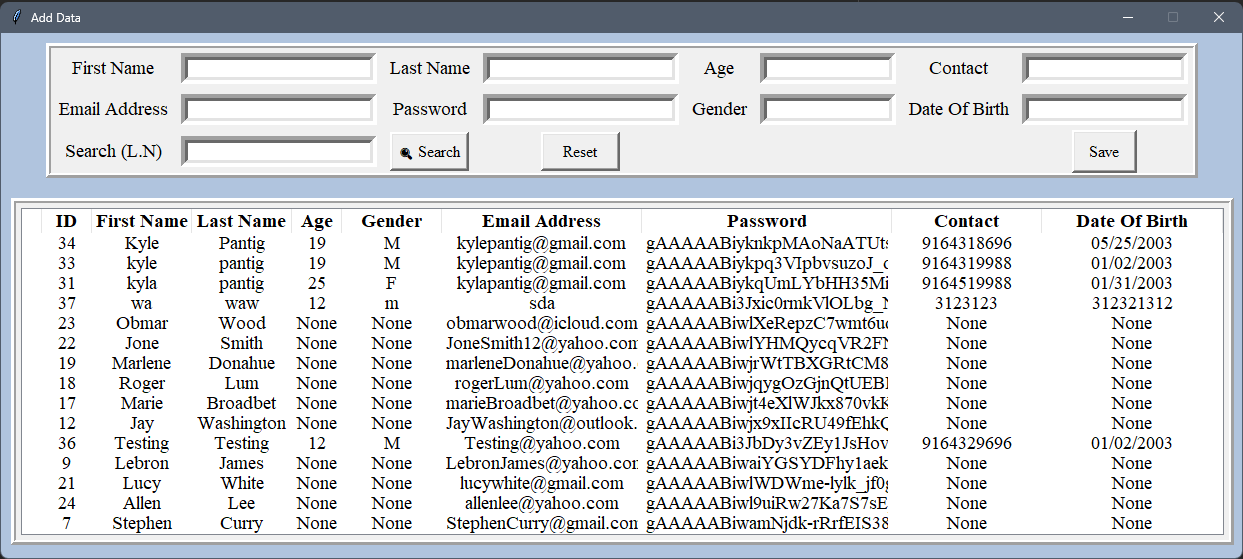 Add Data
First Name Last Name Age Contact
Email Address Password Gender Date Of Birth
Search (L.N) Search Reset Save
ID First Name Last Name Age Gender Email Address Password Contact Date Of Birth
34 Kyle Pantig 19 M kylepantig@gmail.com gAAAAABiyknkpMAoNaATUts 9164318696 05/25/2003
33 kyle pantig 19 M kylepantig@gmail.com gAAAAABiykpq3VIpbvsuzoJ_c 9164319988 01/02/2003
31 kyla pantig 25 F kylapantig@gmail.com gAAAAABiykqUmLYbHH35Mi 9164519988 01/31/2003
37 wa waw 12 m sda gAAAAABi3Jxic0rmkVlOLbg_N 3123123 312321312
23 Obmar Wood None None obmarwood@icloud.com gAAAAABiwlXeRepzC7wmt6uc None None
22 Jone Smith None None JoneSmith12@yahoo.com gAAAAABiwlYHMQycqVR2FN None None
19 Marlene Donahue None None marleneDonahue@yahoo. gAAAAABiwjrWtTBXGRtCM8 None None
18 Roger Lum None None rogerLum@yahoo.com gAAAAABiwjqygOzGjnQtUEBI None None
17 Marie Broadbet None None marieBroadbet@yahoo.cc gAAAAABiwjt4eXlWJkx870vkK None None
12 Jay Washington None None JayWashington@outlook. gAAAAABiwjx9xIIcRU49fEhkQ None None
36 Testing Testing 12 M Testing@yahoo.com gAAAAABi3JbDy3vZEy1JsHov 9164329696 01/02/2003
9 Lebron James None None LebronJames@yahoo.com gAAAAABiwaiYGSYDFhy1aek None None
21 Lucy White None None lucywhite@gmail.com gAAAAABiwlWDWme-lylk_jf0g None None
24 Allen Lee None None allenlee@yahoo.com gAAAAABiwl9uiRw27Ka7S7sE None None
7 Stephen Curry None None StephenCurry@gmail.com gAAAAABiwamNjdk-rRrfEIS38 None None